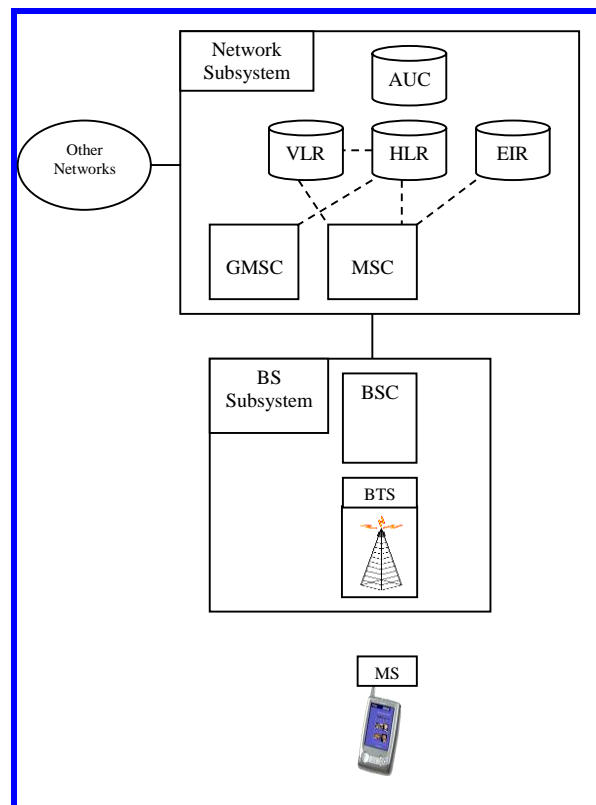 Network
Subsystem
AUC
Other
Networks
VLR
HLR
EIR
GMSC
MSC
BS
Subsystem
BSC
BTS
MS